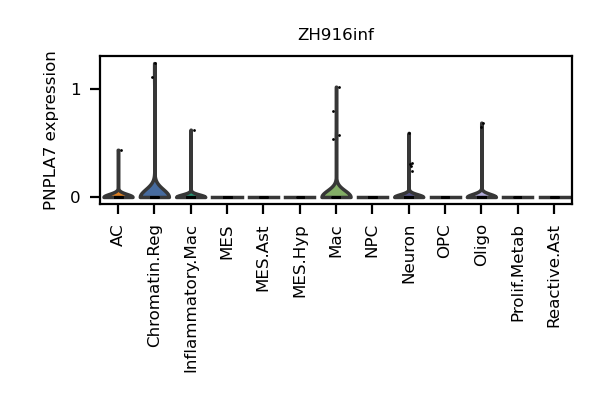 ZH916inf
PNPLA7 expression
1
0
AC
Chromatin.Reg
Inflammatory.Mac
MES
MES.Ast
MES.Hyp
Mac
NPC
Neuron
OPC
Oligo
Prolif.Metab
Reactive.Ast